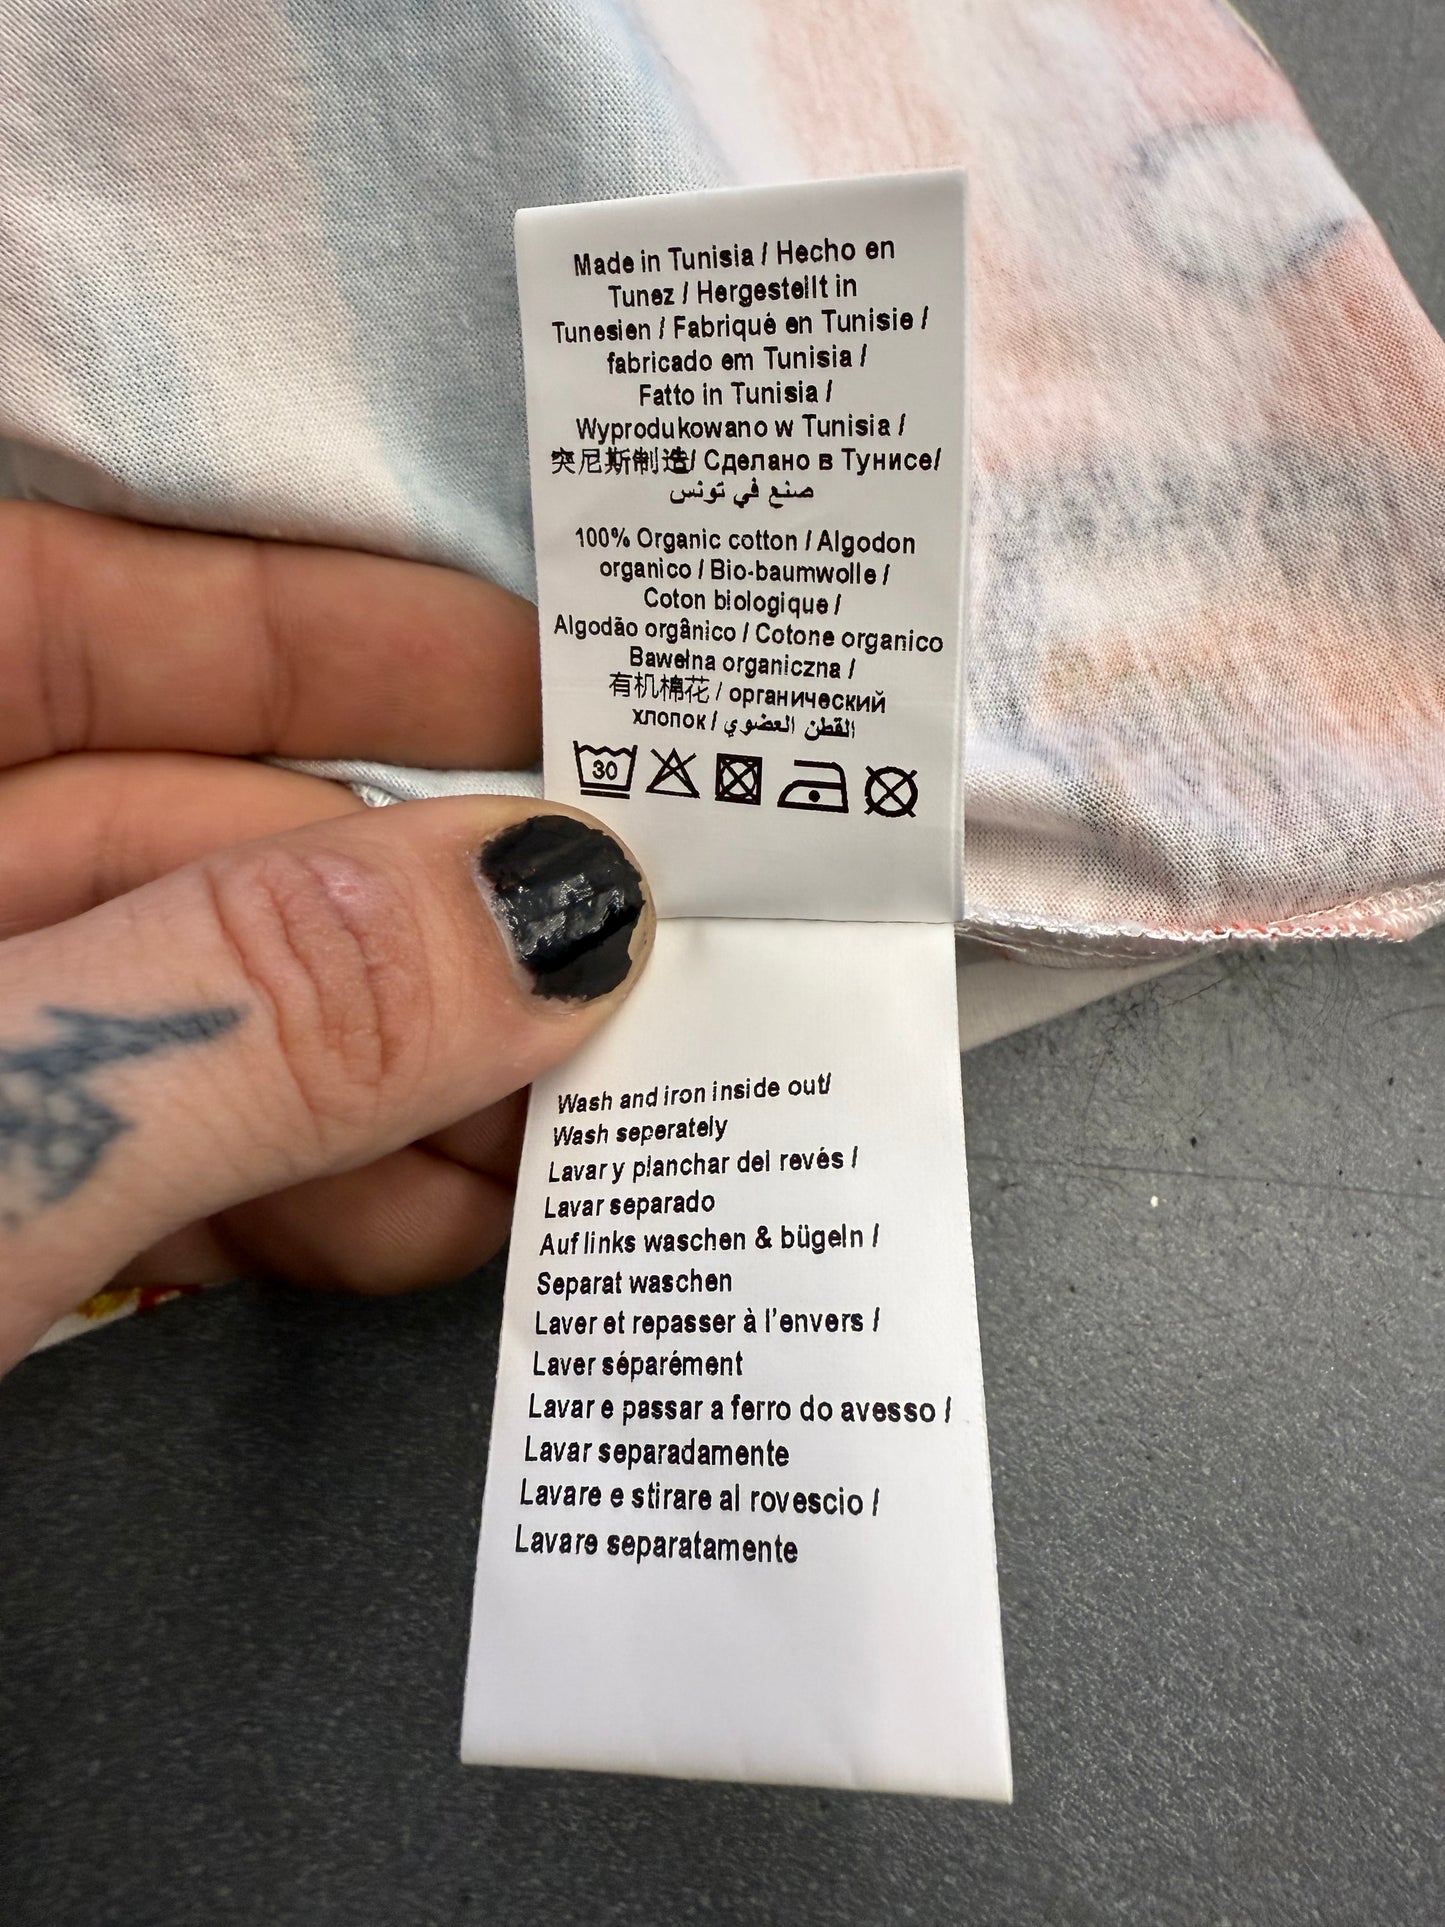 Made in Tunisia / Hecho en
Tunez / Hergestellt in
Tunesien / Fabriqué en Tunisie /
fabricado em Tunisia /
Fatto in Tunisia /
Wyprodukowano w Tunisia /
突尼斯制造/ Сделано в Тунисе/
صنع في تونس
100% Organic cotton / Algodon
organico / Bio-baumwolle /
Coton biologique /
Algodão orgânico / Cotone organico
Bawełna organiczna /
有机棉花 / органический
хлопок / القطن العضوي
30
Wash and iron inside out/
Wash seperately
Lavar y planchar del revés /
Lavar separado
Auf links waschen & bügeln /
Separat waschen
Laver et repasser à l'envers /
Laver séparément
Lavar e passar a ferro do avesso /
Lavar separadamente
Lavare e stirare al rovescio /
Lavare separatamente